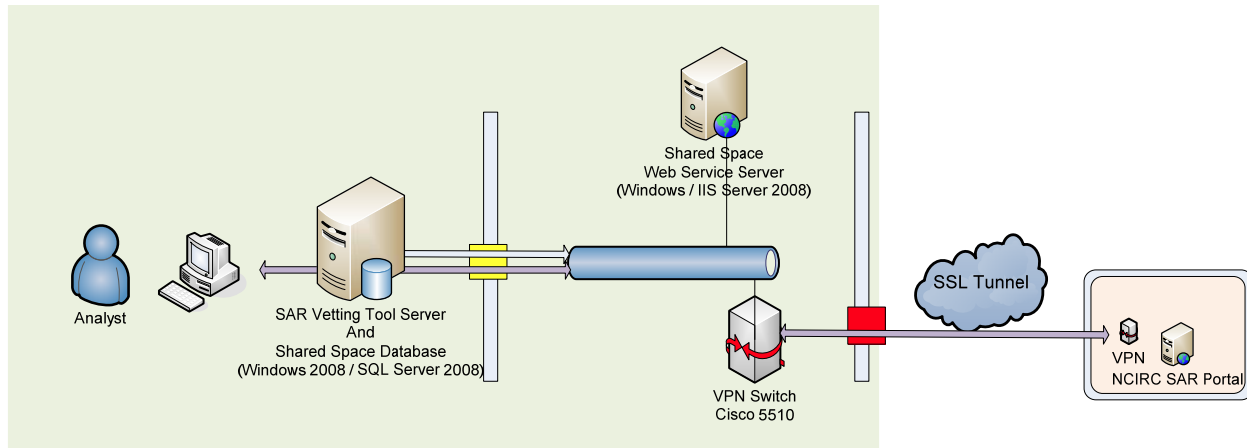 Analyst
SAR Vetting Tool Server
And
Shared Space Database
(Windows 2008 / SQL Server 2008)
Shared Space
Web Service Server
(Windows / IIS Server 2008)
VPN Switch
Cisco 5510
SSL Tunnel
VPN
NCIRC SAR Portal